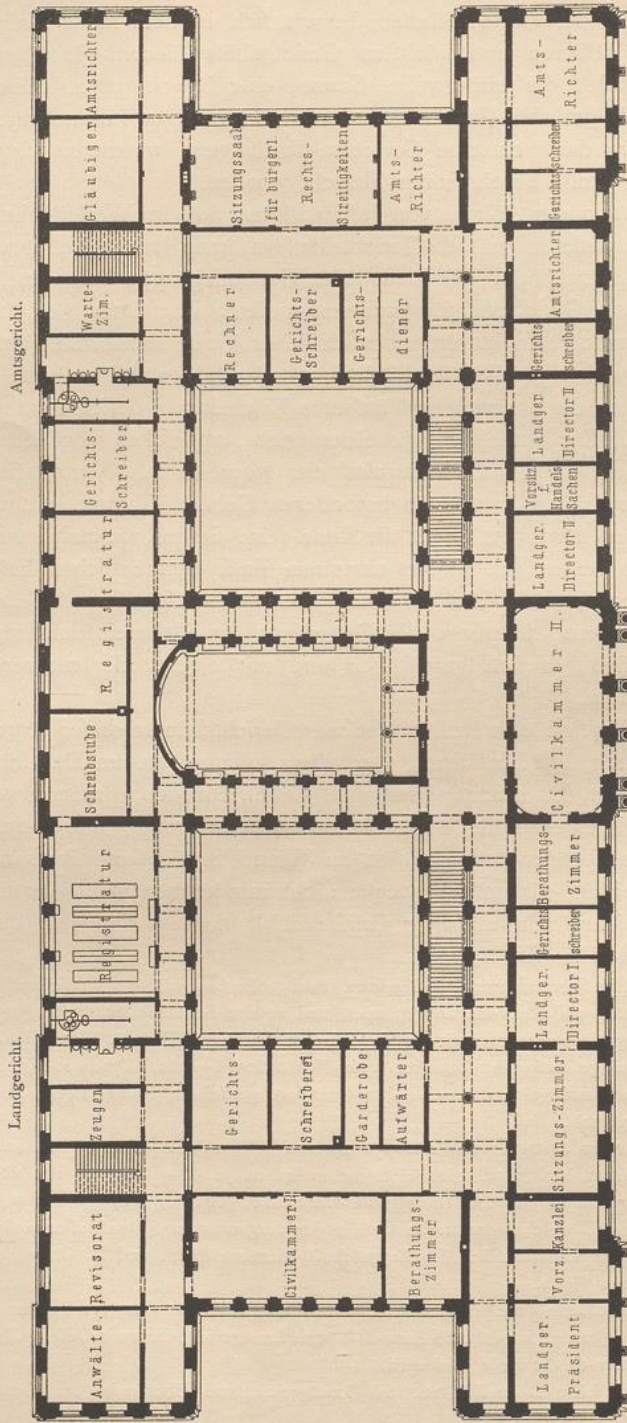 Landgericht.
Amtsgericht.
Anwälte.
Revisorat
Zeugen
Registratur
Schreibstube
Registratur
Gerichts-
Schreiber
Warte-
Zim.
Gläubiger
Amtsrichter
Civilkammer I
Berathungs-
Zimmer
Gerichts-
Schreiberei
Garderobe
Aufwärter
Rechner
Gerichts-
Schreiber
Gerichts-
diener
Sitzungssaal
für bürgerl.
Rechts-
Streitigkeiten
Amts-
Richter
Landger.
Präsident
Vorz.
Kanzlei
Sitzungs-Zimmer
Landger.
Director I.
Gerichts
schreiber
Berathungs-
Zimmer
Civilkammer II.
Landger.
Director
Vorsitz.
f.
Handels
Sachen
Landger
Director
Gerichts
schreiber
Amtsrichter
Gerichts
schreiber
Amts-
Richter